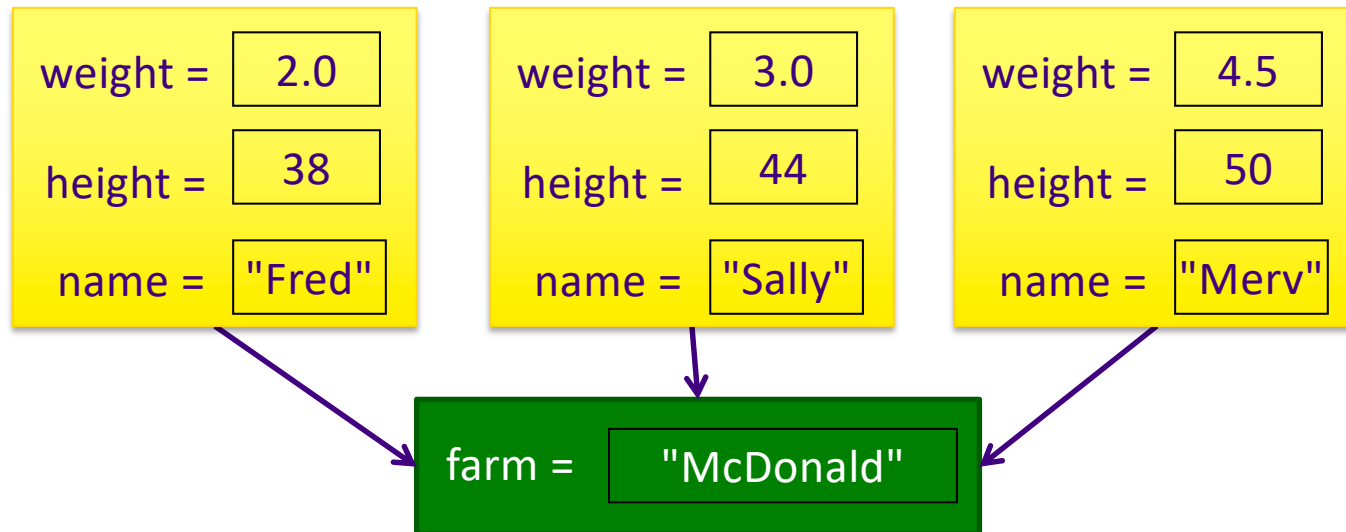 weight = 2.0
height = 38
name = "Fred"
weight = 3.0
height = 44
name = "Sally"
weight = 4.5
height = 50
name = "Merv"
farm = "McDonald"